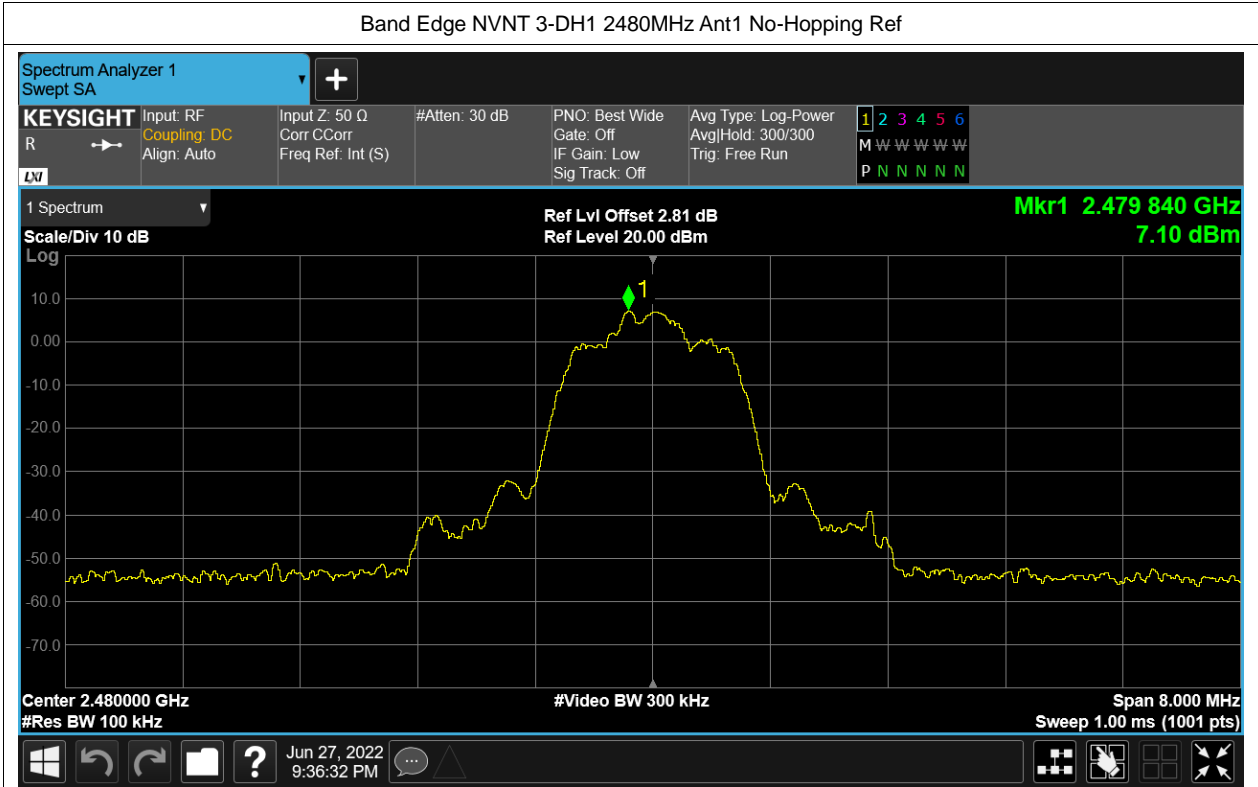 Band Edge NVNT 3-DH1 2480MHz Ant1 No-Hopping Ref
Spectrum Analyzer 1
Swept SA
KEYSIGHT
R
LXI
Input: RF
Coupling: DC
Align: Auto
Input Z: 50 Ω
Corr CCorr
Freq Ref: Int (S)
#Atten: 30 dB
PNO: Best Wide
Gate: Off
IF Gain: Low
Sig Track: Off
Avg Type: Log-Power
Avg|Hold: 300/300
Trig: Free Run
1 2 3 4 5 6
M W W W W W
P N N N N N
1 Spectrum
Scale/Div 10 dB
Ref Lvl Offset 2.81 dB
Ref Level 20.00 dBm
Mkr1 2.479 840 GHz
7.10 dBm
Log
1
10.0
0.00
-10.0
-20.0
-30.0
-40.0
-50.0
-60.0
-70.0
Center 2.480000 GHz
#Video BW 300 kHz
Span 8.000 MHz
#Res BW 100 kHz
Sweep 1.00 ms (1001 pts)
?
Jun 27, 2022
9:36:32 PM